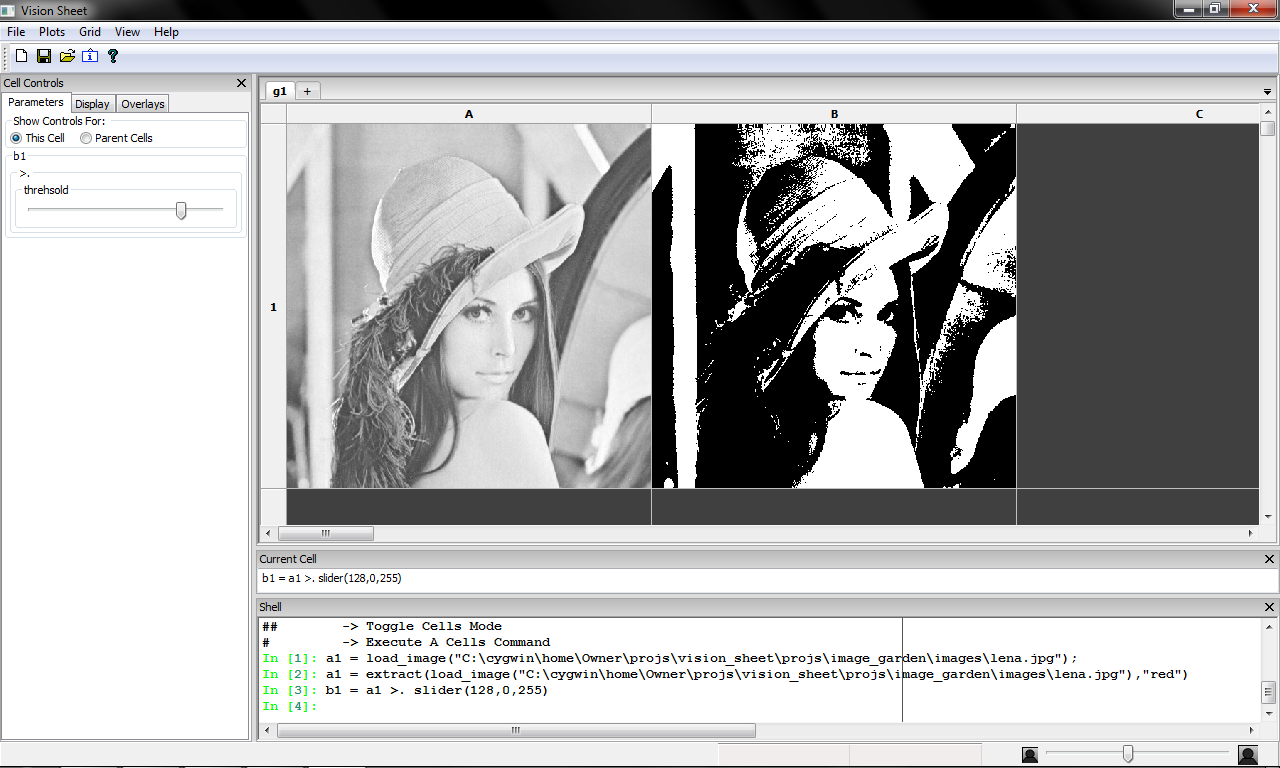 Vision Sheet
File Plots Grid View Help
Cell Controls
Parameters Display Overlays
Show Controls For:
This Cell Parent Cells
b1
>.
threhsold
g1 +
A B C
1
Current Cell
b1 = a1 >. slider(128,0,255)
Shell
## -> Toggle Cells Mode
# -> Execute A Cells Command
In [1]: a1 = load_image("C:\cygwin\home\Owner\projs\vision_sheet\projs\image_garden\images\lena.jpg");
In [2]: a1 = extract(load_image("C:\cygwin\home\Owner\projs\vision_sheet\projs\image_garden\images\lena.jpg"),"red")
In [3]: b1 = a1 >. slider(128,0,255)
In [4]: